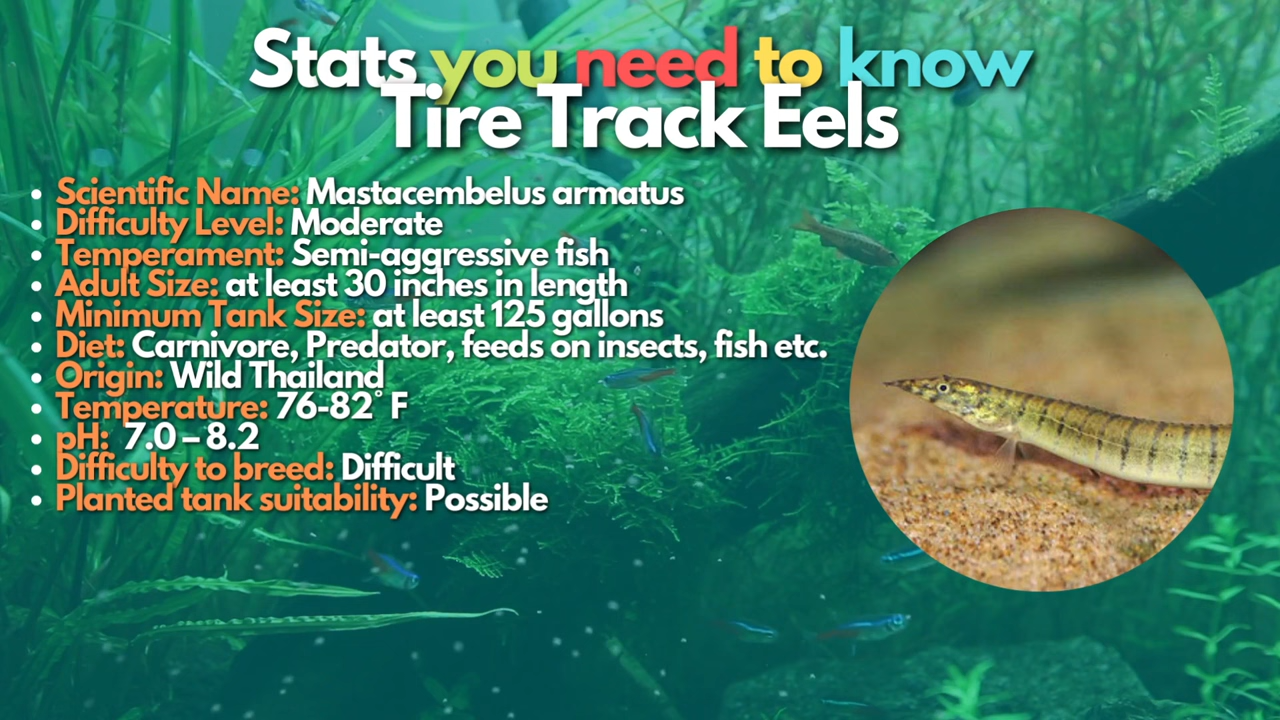 Stats you need to know
Tire Track Eels
• Scientific Name: Mastacembelus armatus
• Difficulty Level: Moderate
• Temperament: Semi-aggressive fish
• Adult Size: at least 30 inches in length
• Minimum Tank Size: at least 125 gallons
• Diet: Carnivore, Predator, feeds on insects, fish etc.
• Origin: Wild Thailand
• Temperature: 76-82° F
• pH: 7.0 – 8.2
• Difficulty to breed: Difficult
• Planted tank suitability: Possible